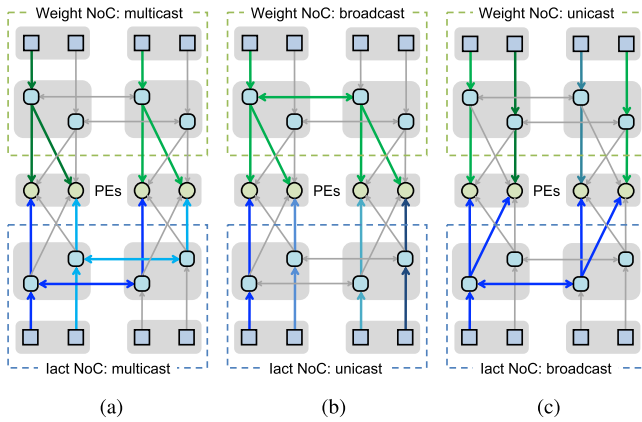 Weight NoC: multicast
Weight NoC: broadcast
Weight NoC: unicast
PEs
PEs
PEs
Iact NoC: multicast
Iact NoC: unicast
Iact NoC: broadcast
(a)
(b)
(c)